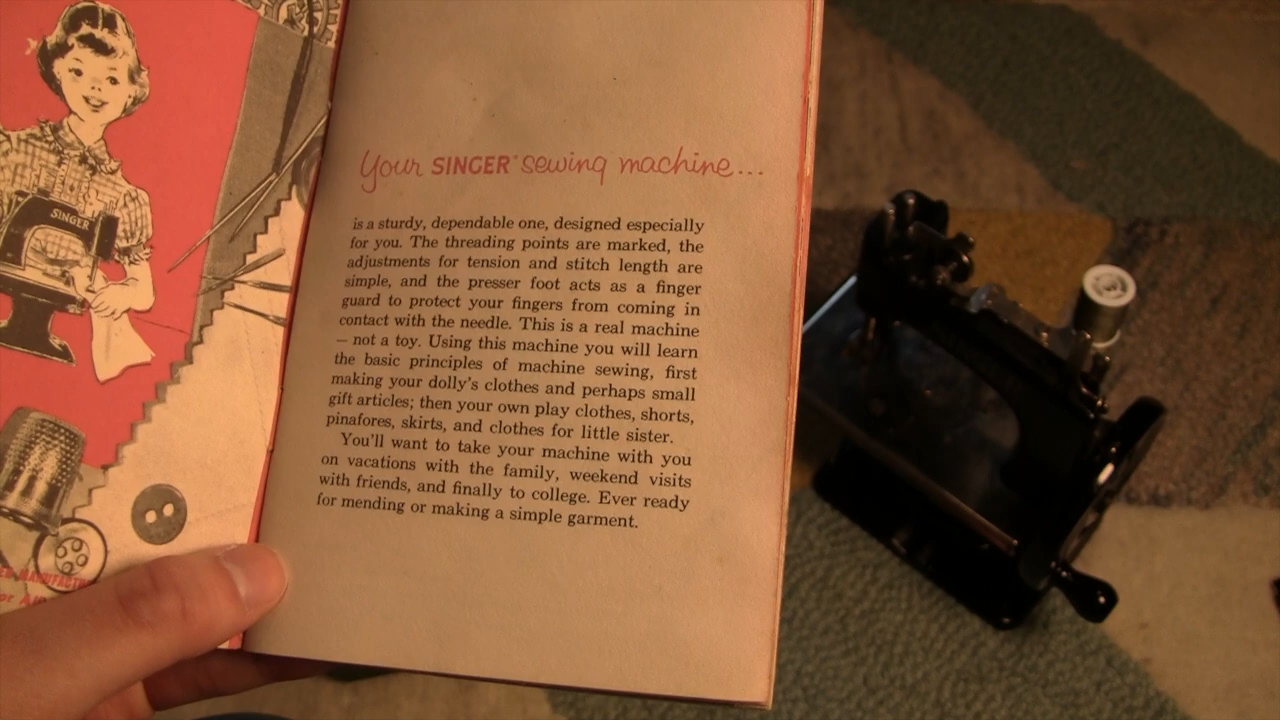 SINGER
Your SINGER* sewing machine...
is a sturdy, dependable one, designed especially
for you. The threading points are marked, the
adjustments for tension and stitch length are
simple, and the presser foot acts as a finger
guard to protect your fingers from coming in
contact with the needle. This is a real machine
— not a toy. Using this machine you will learn
the basic principles of machine sewing, first
making your dolly's clothes and perhaps small
gift articles; then your own play clothes, shorts,
pinafores, skirts, and clothes for little sister.
You'll want to take your machine with you
on vacations with the family, weekend visits
with friends, and finally to college. Ever ready
for mending or making a simple garment.